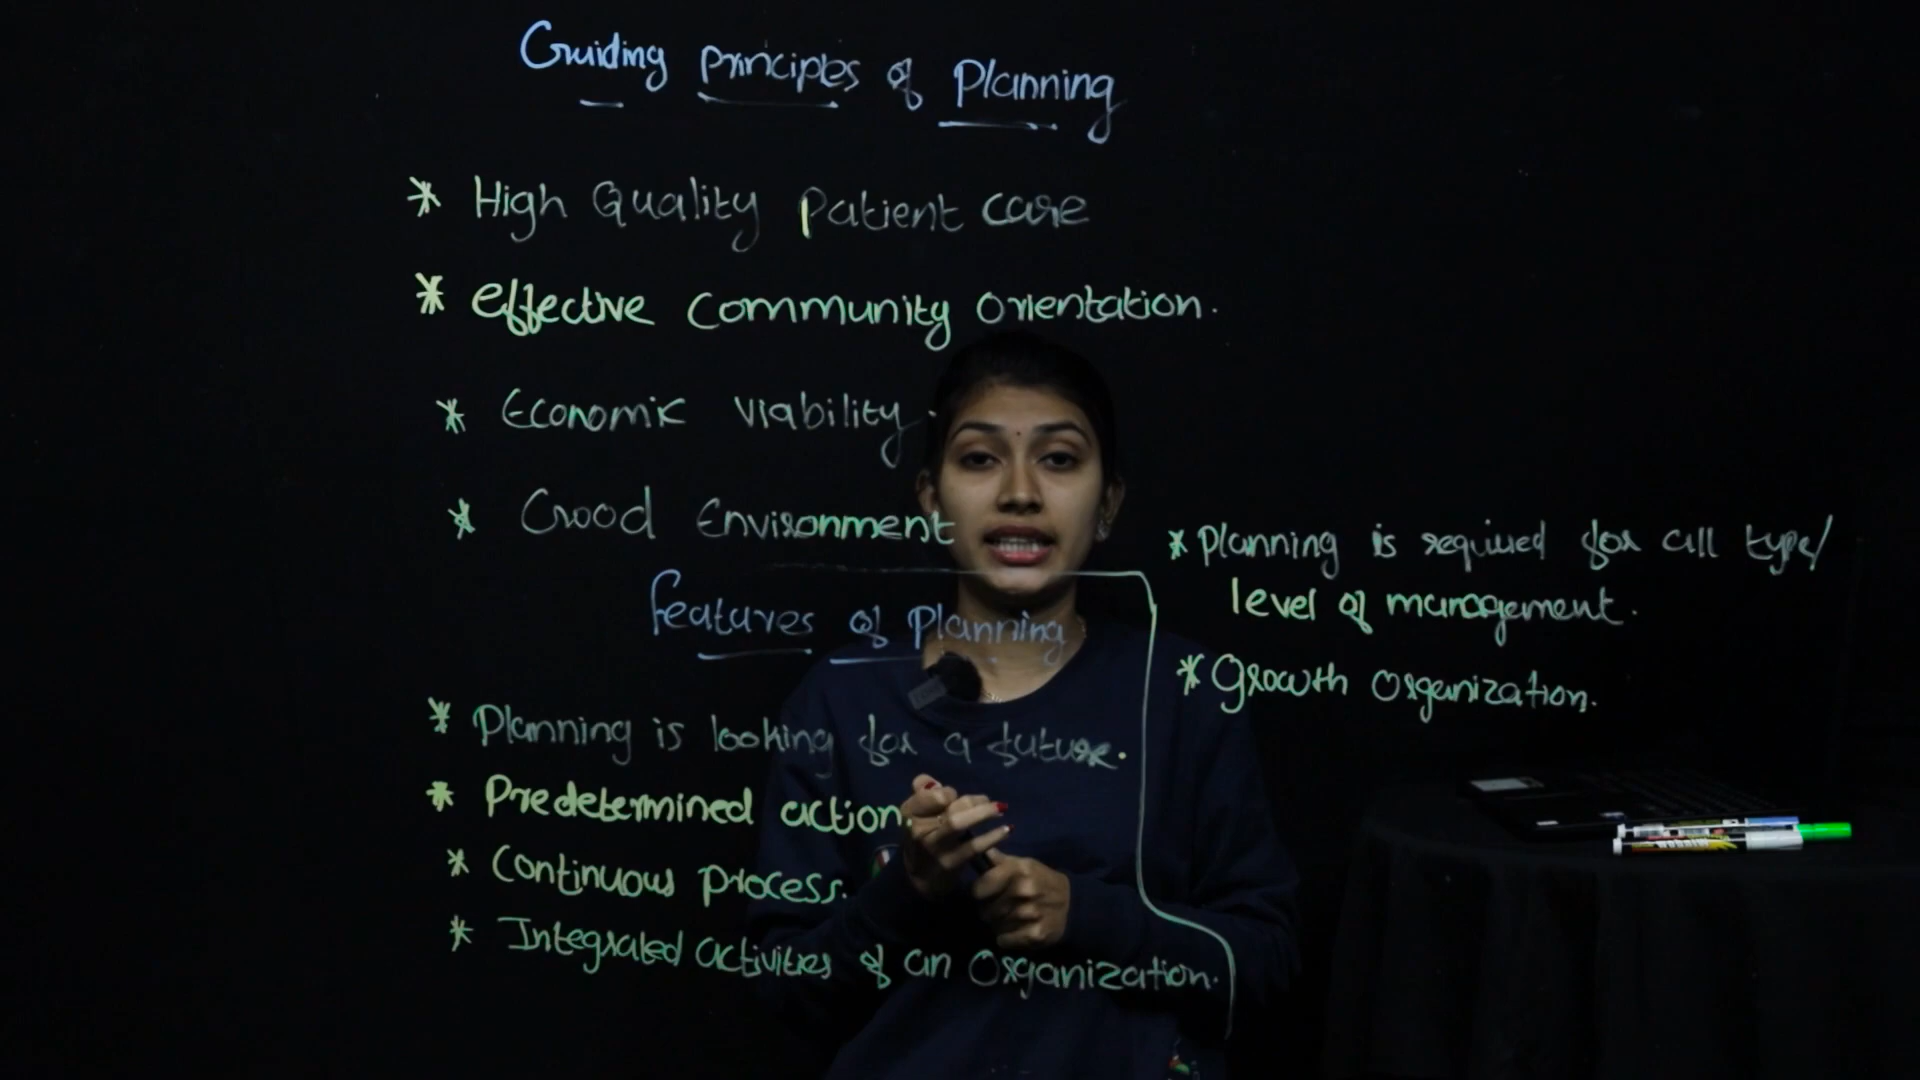 Guiding principles of Planning
* High Quality Patient care
* Effective Community Orientation.
* Economic Viability.
* Good Environment
Features of Planning
* Planning is looking for a future.
* Predetermined action.
* Continuous process.
* Integrated activities of an Organization.
* Planning is required for all type/
level of management.
* Growth Organization.